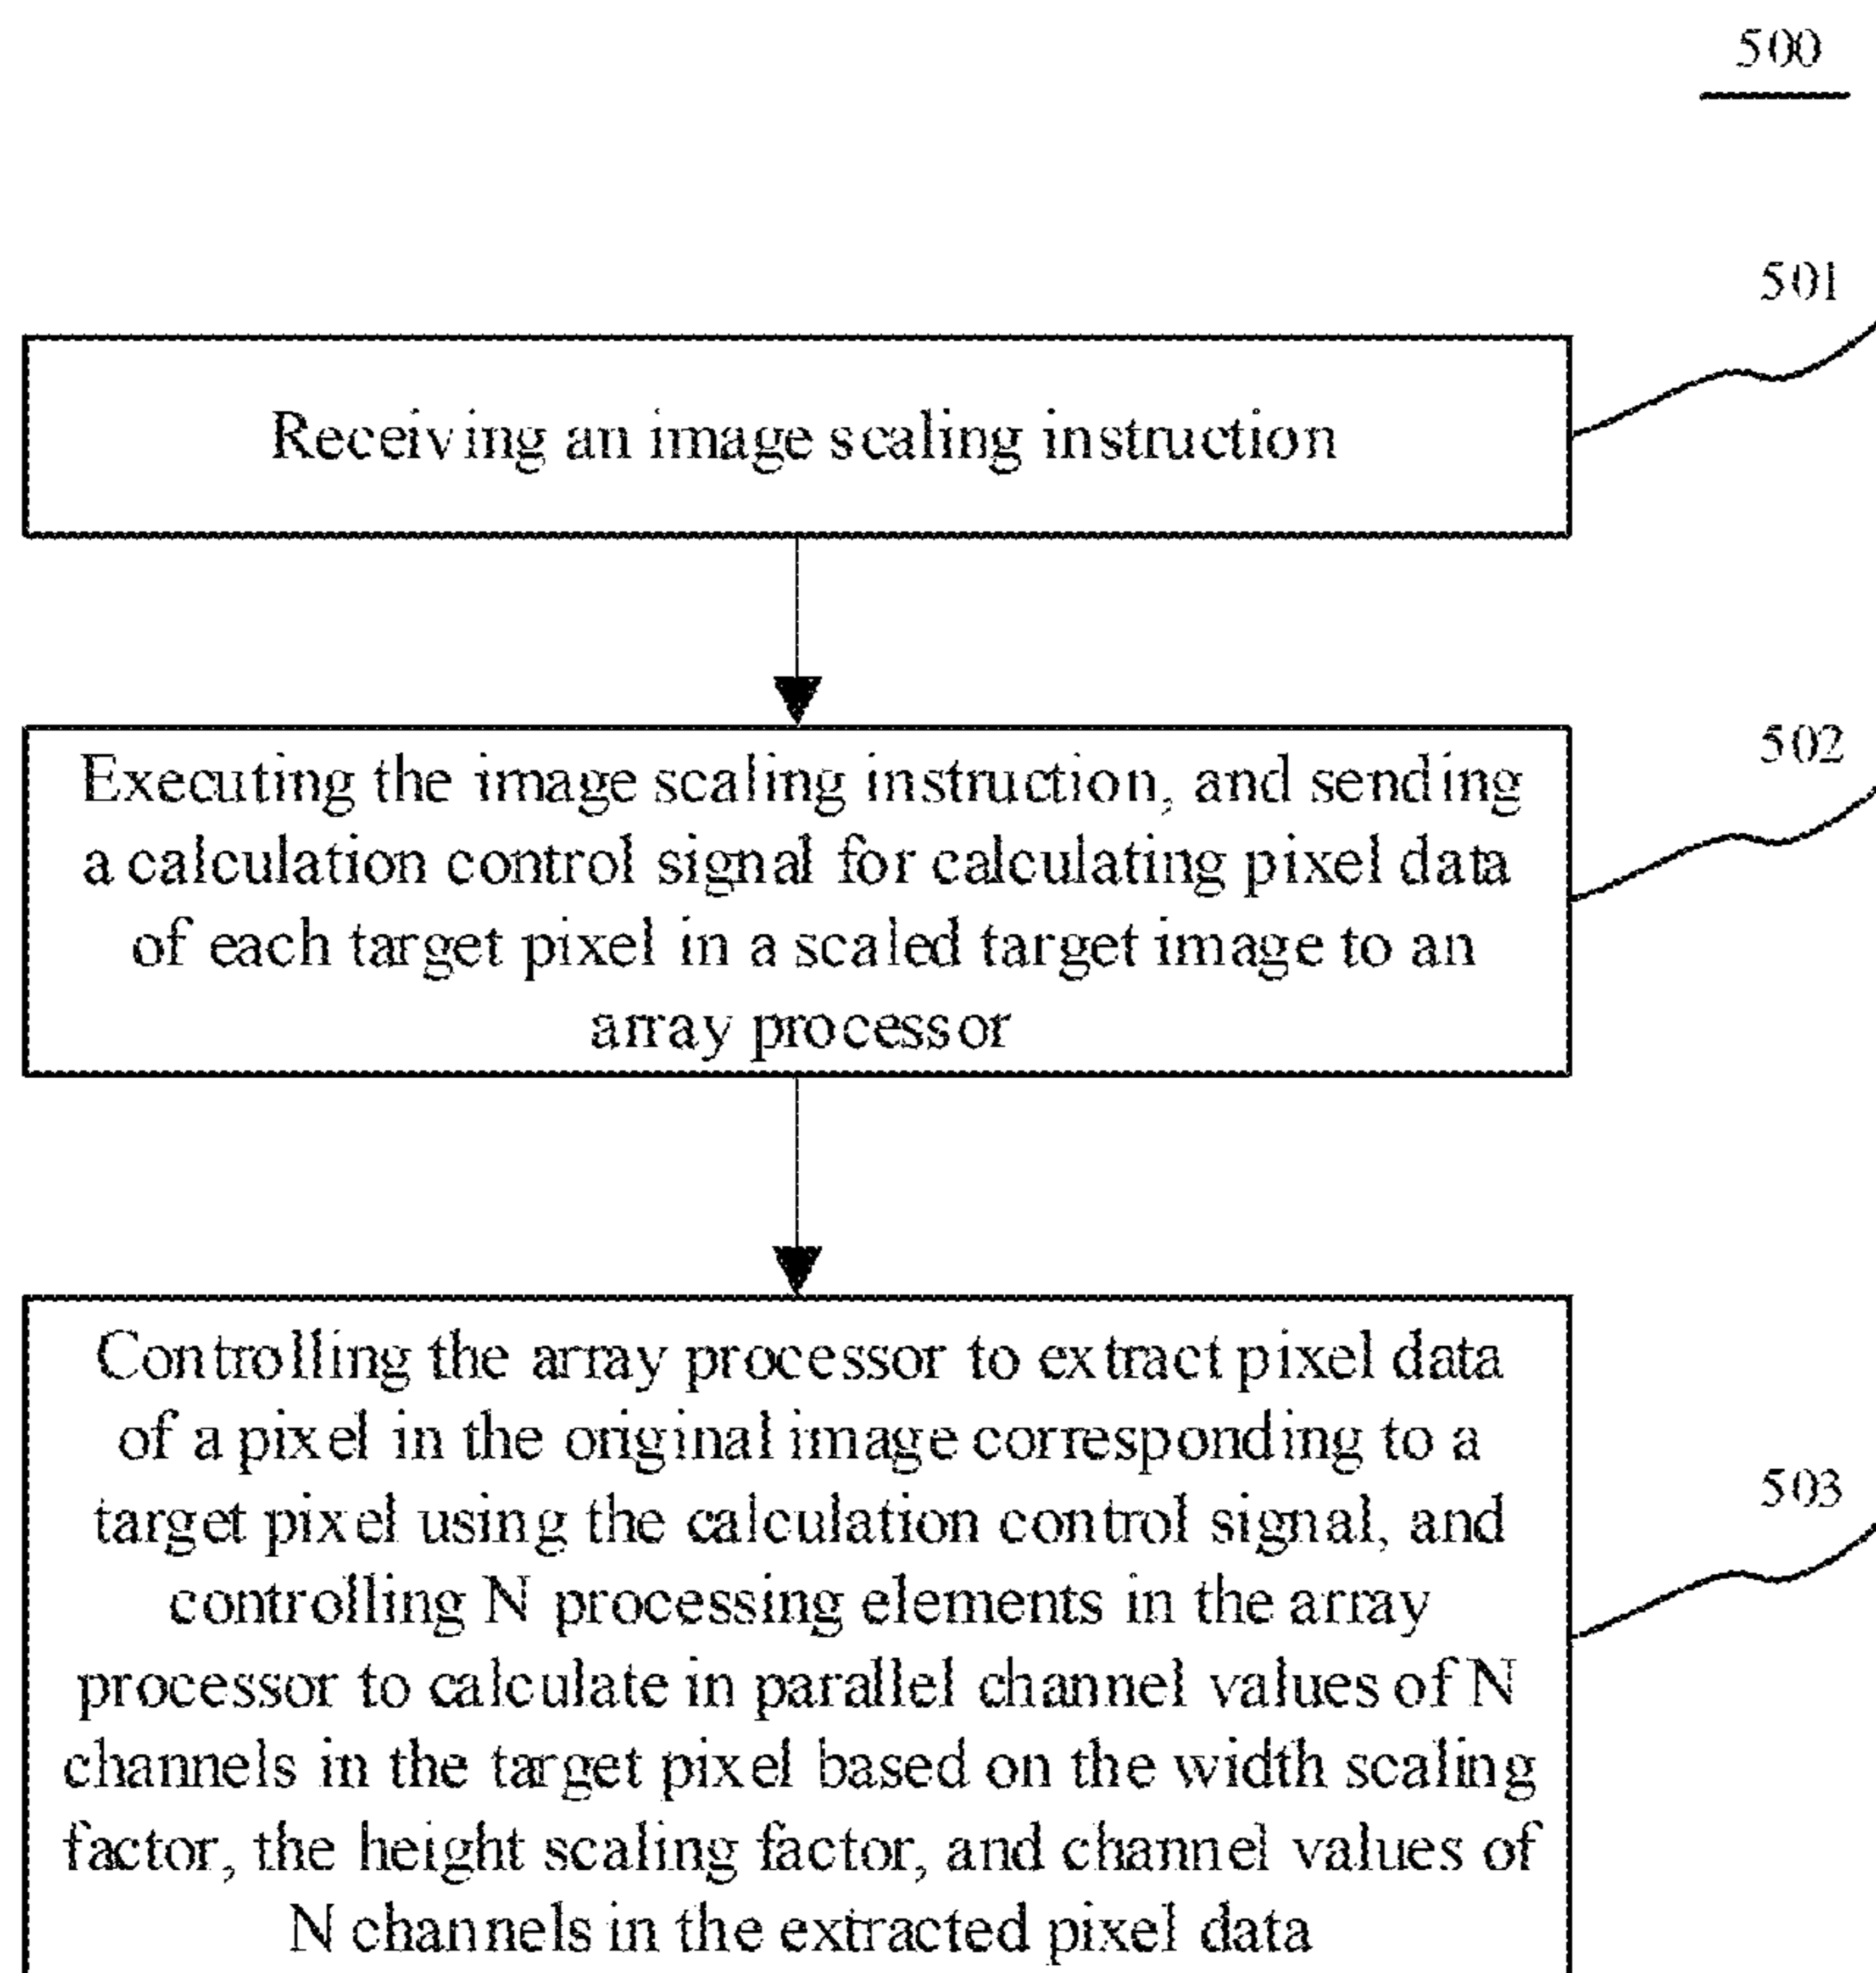 500
501
Receiving an image scaling instruction
502
Executing the image scaling instruction, and sending
a calculation control signal for calculating pixel data
of each target pixel in a scaled target image to an
array processor
503
Controlling the array processor to extract pixel data
of a pixel in the original image corresponding to a
target pixel using the calculation control signal, and
controlling N processing elements in the array
processor to calculate in parallel channel values of N
channels in the target pixel based on the width scaling
factor, the height scaling factor, and channel values of
N channels in the extracted pixel data